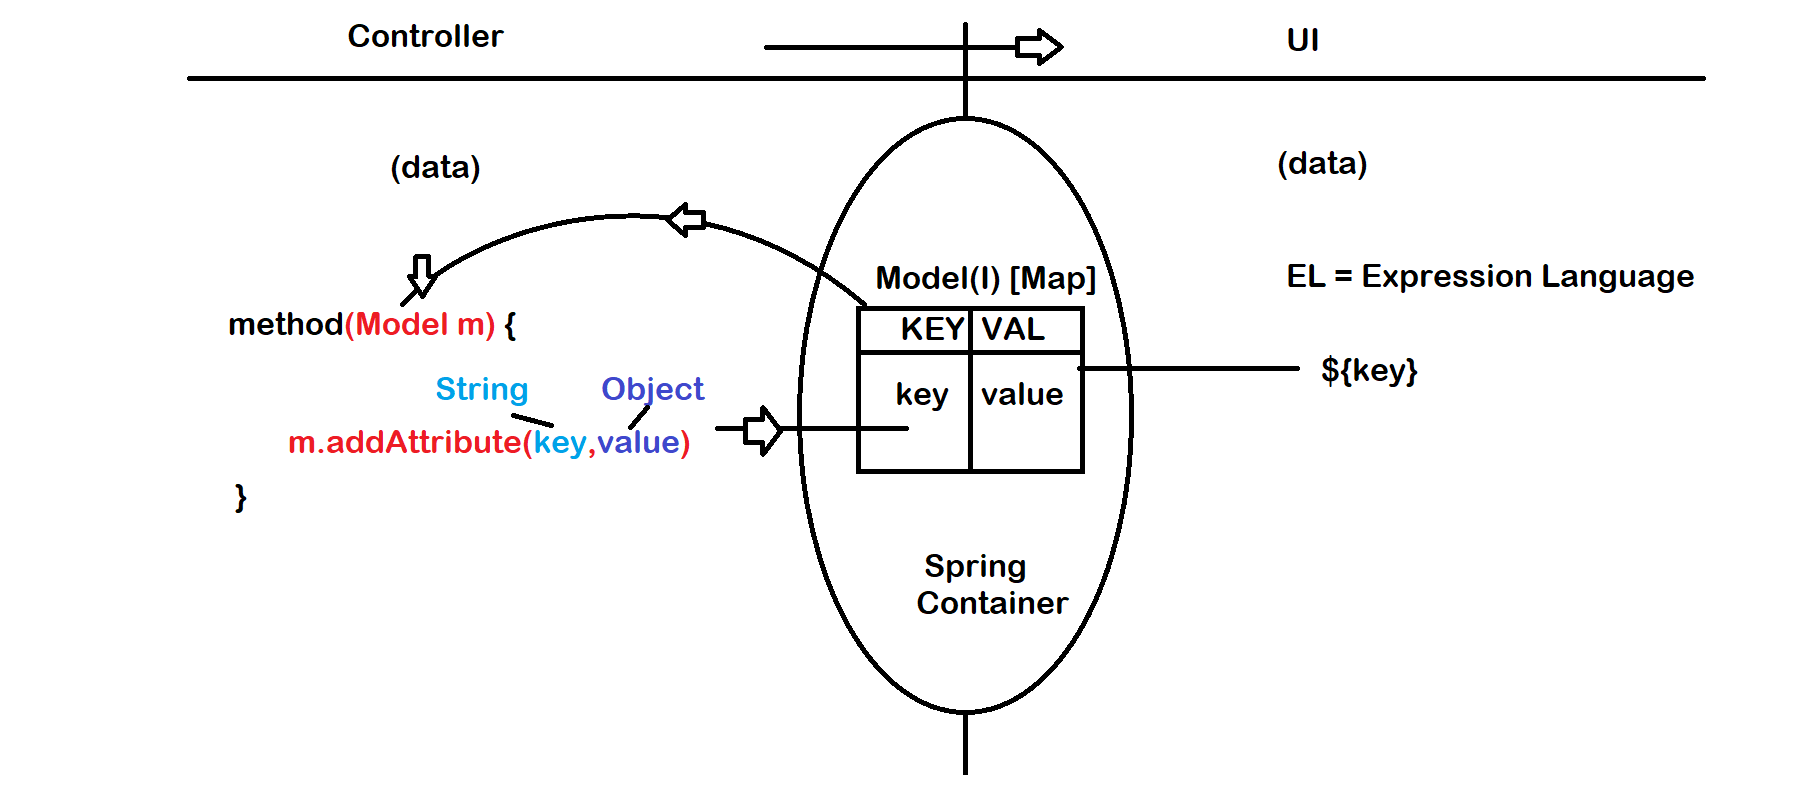 Controller
UI
(data)
(data)
Model(I) [Map]
EL = Expression Language
method(Model m) {
KEY VAL
${key}
String Object
key value
m.addAttribute(key,value)
}
Spring
Container